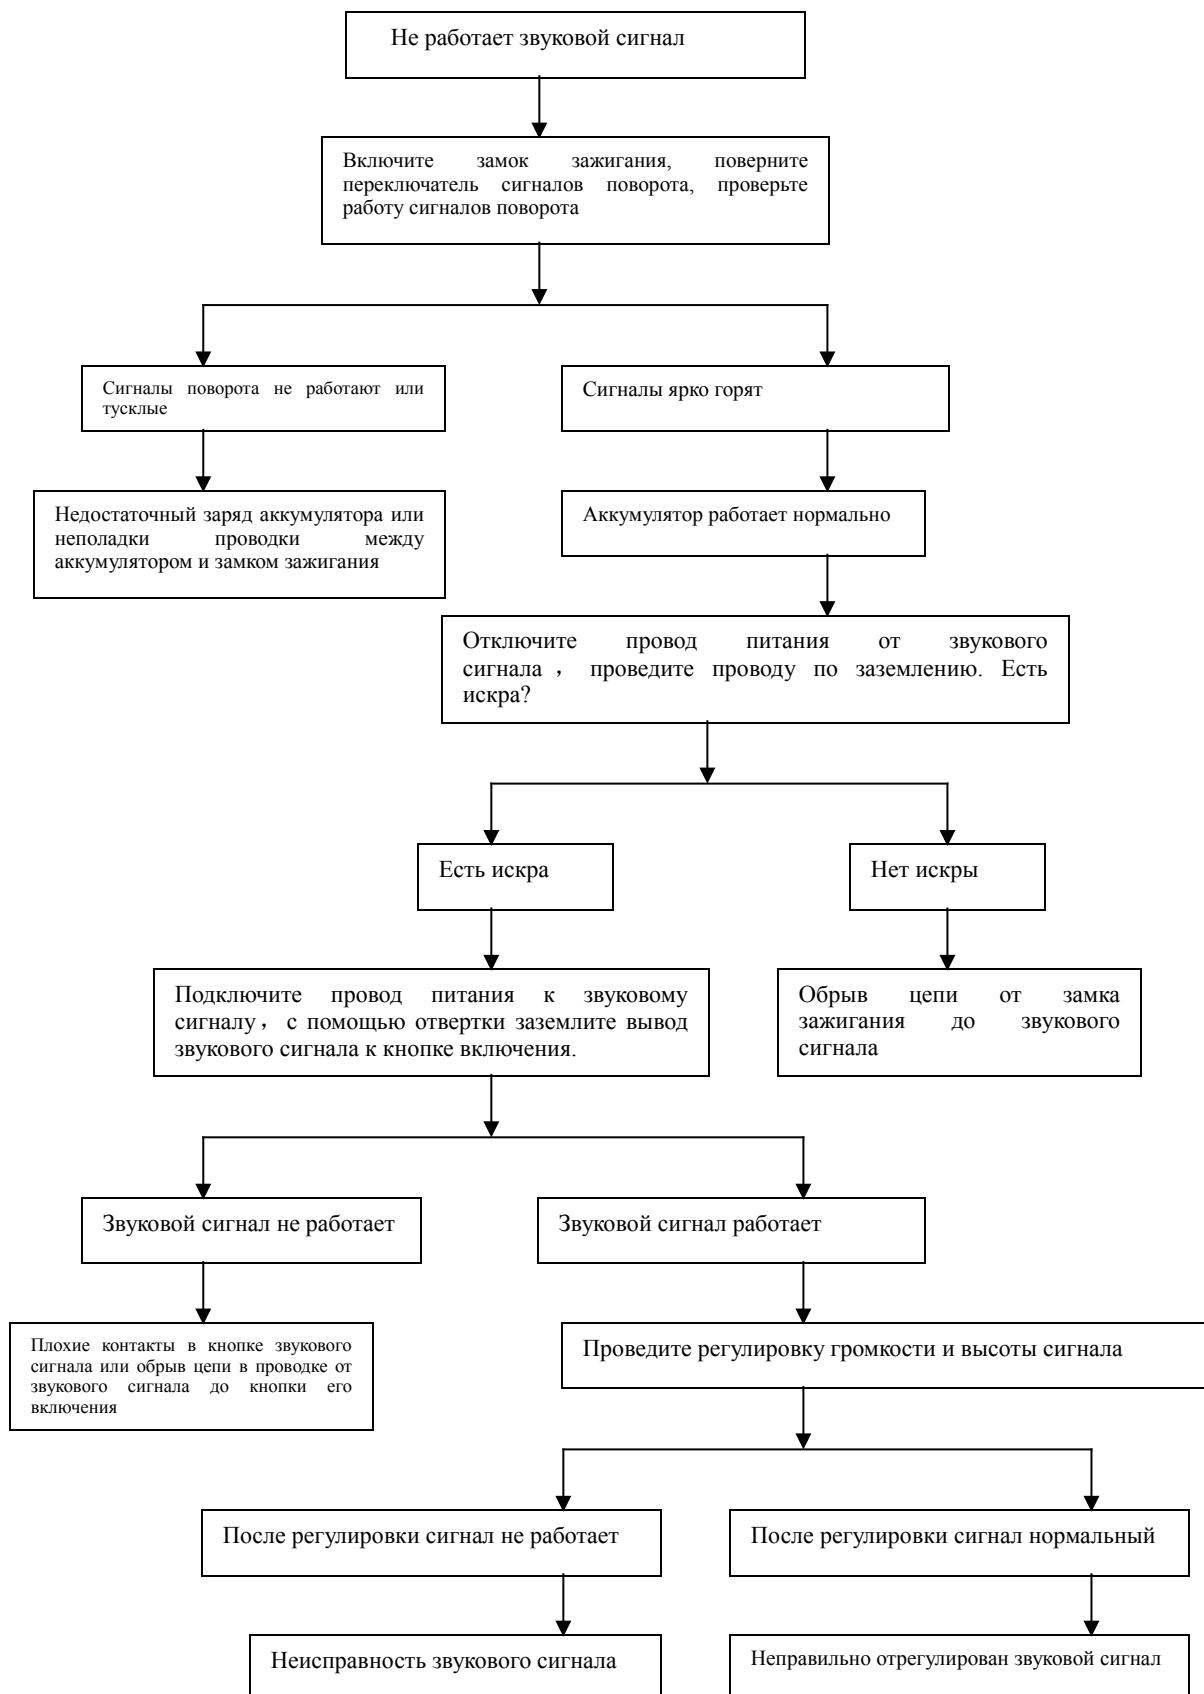 Не работает звуковой сигнал
Включите замок зажигания, поверните
переключатель сигналов поворота, проверьте
работу сигналов поворота
Сигналы поворота не работают или
тусклые
Сигналы ярко горят
Недостаточный заряд аккумулятора или
неполадки проводки между
аккумулятором и замком зажигания
Аккумулятор работает нормально
Отключите провод питания от звукового
сигнала， проведите проводу по заземлению. Есть
искра?
Есть искра
Нет искры
Подключите провод питания к звуковому
сигналу，с помощью отвертки заземлите вывод
звукового сигнала к кнопке включения.
Обрыв цепи от замка
зажигания до звукового
сигнала
Звуковой сигнал не работает
Звуковой сигнал работает
Плохие контакты в кнопке звукового
сигнала или обрыв цепи в проводке от
звукового сигнала до кнопки его
включения
Проведите регулировку громкости и высоты сигнала
После регулировки сигнал не работает
После регулировки сигнал нормальный
Неисправность звукового сигнала
Неправильно отрегулирован звуковой сигнал